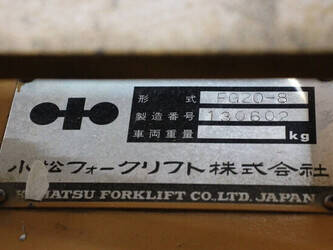 形式 FG20-8
製造番号 130602
車両重量 kg
小松フォークリフト株式会社
KOMATSU FORKLIFT CO.,LTD. JAPAN